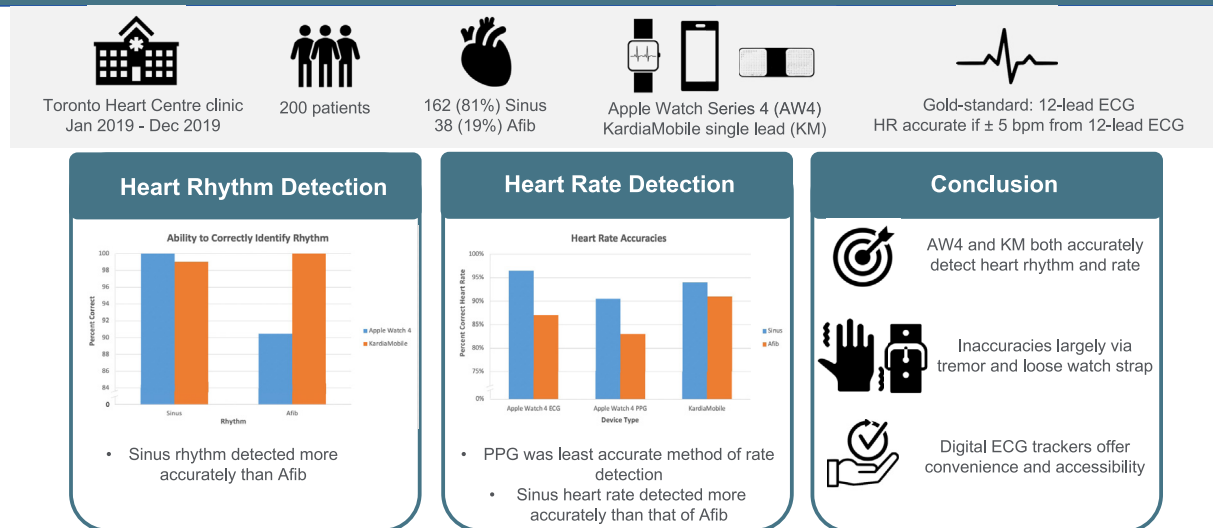 Toronto Heart Centre clinic
Jan 2019 - Dec 2019
200 patients
162 (81%) Sinus
38 (19%) Afib
Apple Watch Series 4 (AW4)
KardiaMobile single lead (KM)
Gold-standard: 12-lead ECG
HR accurate if ± 5 bpm from 12-lead ECG
Heart Rhythm Detection
Ability to Correctly Identify Rhythm
Percent Correct
100
98
96
94
92
90
88
86
84
0
Sinus
Afib
Rhythm
Apple Watch 4
KardiaMobile
• Sinus rhythm detected more
accurately than Afib
Heart Rate Detection
Heart Rate Accuracies
Percent Correct Heart Rate
100%
95%
90%
85%
80%
75%
0%
Apple Watch 4 ECG
Apple Watch 4 PPG
KardiaMobile
Device Type
Sinus
Afib
• PPG was least accurate method of rate
detection
• Sinus heart rate detected more
accurately than that of Afib
Conclusion
AW4 and KM both accurately
detect heart rhythm and rate
Inaccuracies largely via
tremor and loose watch strap
Digital ECG trackers offer
convenience and accessibility